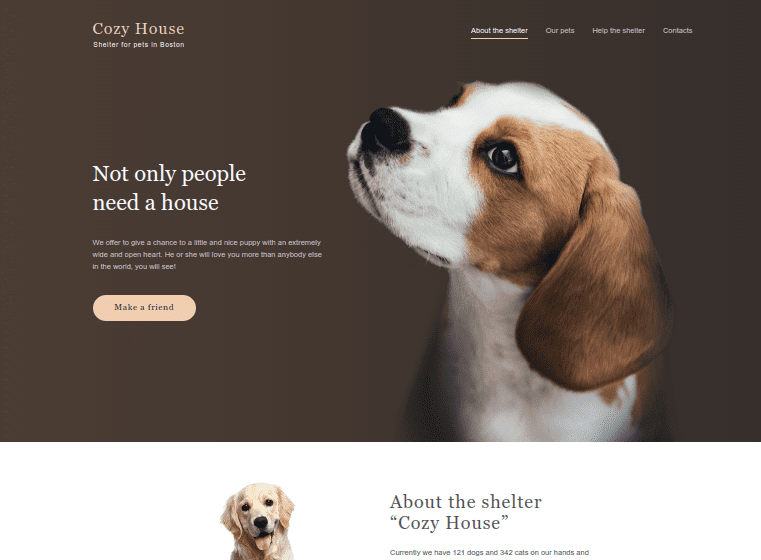 Cozy House
Shelter for pets in Boston
About the shelter
Our pets
Help the shelter
Contacts
Not only people
need a house
We offer to give a chance to a little and nice puppy with an extremely
wide and open heart. He or she will love you more than anybody else
in the world, you will see!
Make a friend
About the shelter
“Cozy House”
Currently we have 121 dogs and 342 cats on our hands and